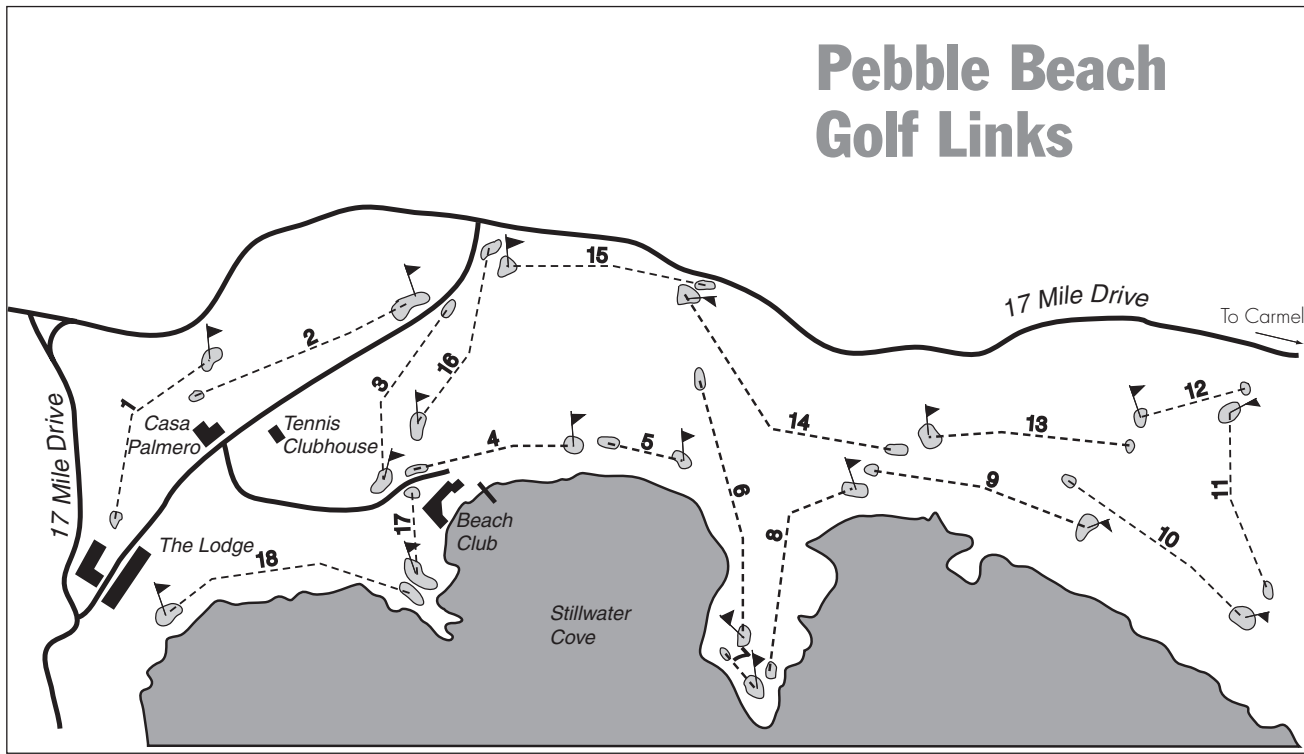 Pebble Beach
Golf Links
15
17 Mile Drive
To Carmel
2
3
16
1
Casa
Palmero
Tennis
Clubhouse
17 Mile Drive
4
5
6
14
13
12
9
11
10
8
17
Beach
Club
The Lodge
18
Stillwater
Cove
7